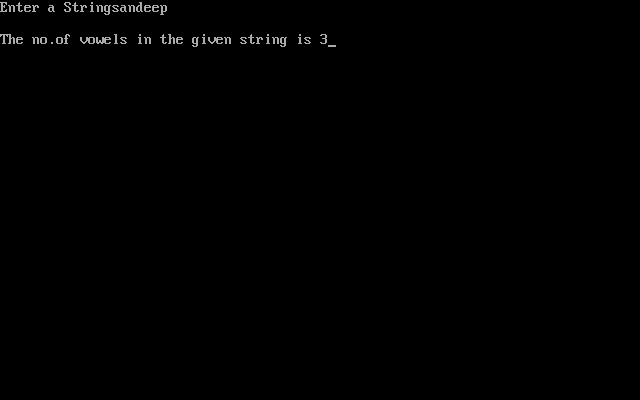 Enter a Stringsandeep
The no.of vowels in the given string is 3_